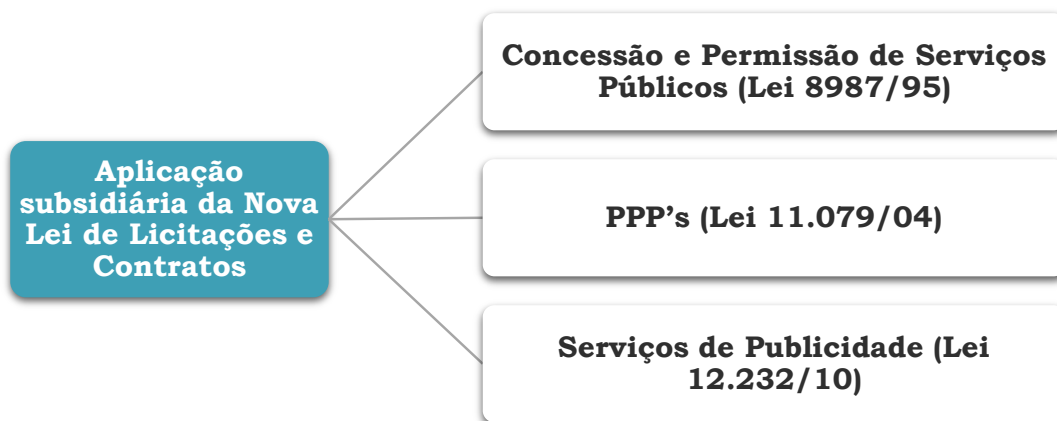 Concessão e Permissão de Serviços
Públicos (Lei 8987/95)
Aplicação
subsidiária da Nova
Lei de Licitações e
Contratos
PPP’s (Lei 11.079/04)
Serviços de Publicidade (Lei
12.232/10)